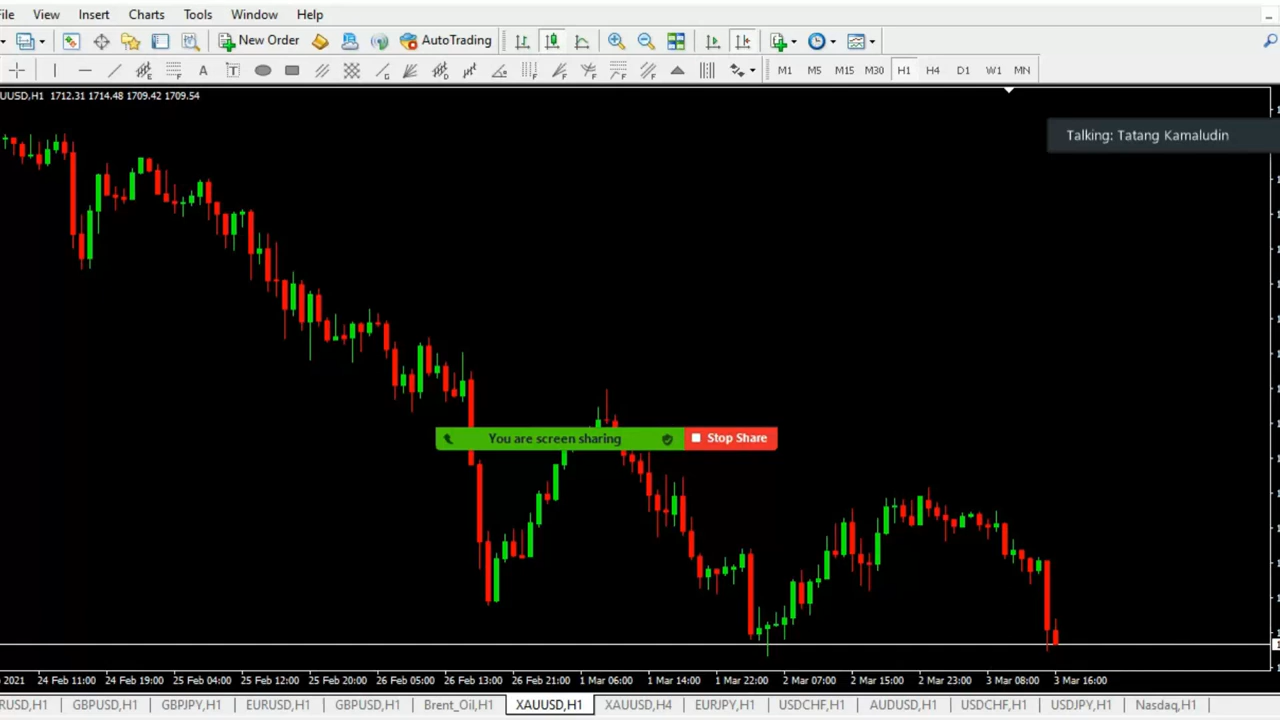 File View Insert Charts Tools Window Help
New Order AutoTrading
A T M1 M5 M15 M30 H1 H4 D1 W1 MN
UUSD,H1 1712.31 1714.48 1709.42 1709.54
Talking: Tatang Kamaludin
You are screen sharing Stop Share
2021 24 Feb 11:00 24 Feb 19:00 25 Feb 04:00 25 Feb 12:00 25 Feb 20:00 26 Feb 05:00 26 Feb 13:00 26 Feb 21:00 1 Mar 06:00 1 Mar 14:00 1 Mar 22:00 2 Mar 07:00 2 Mar 15:00 2 Mar 23:00 3 Mar 08:00 3 Mar 16:00
RUSD,H1 GBPUSD,H1 GBPJPY,H1 EURUSD,H1 GBPUSD,H1 Brent_Oil,H1 XAUUSD,H1 XAUUSD,H4 EURJPY,H1 USDCHF,H1 AUDUSD,H1 USDCHF,H1 USDJPY,H1 Nasdaq,H1